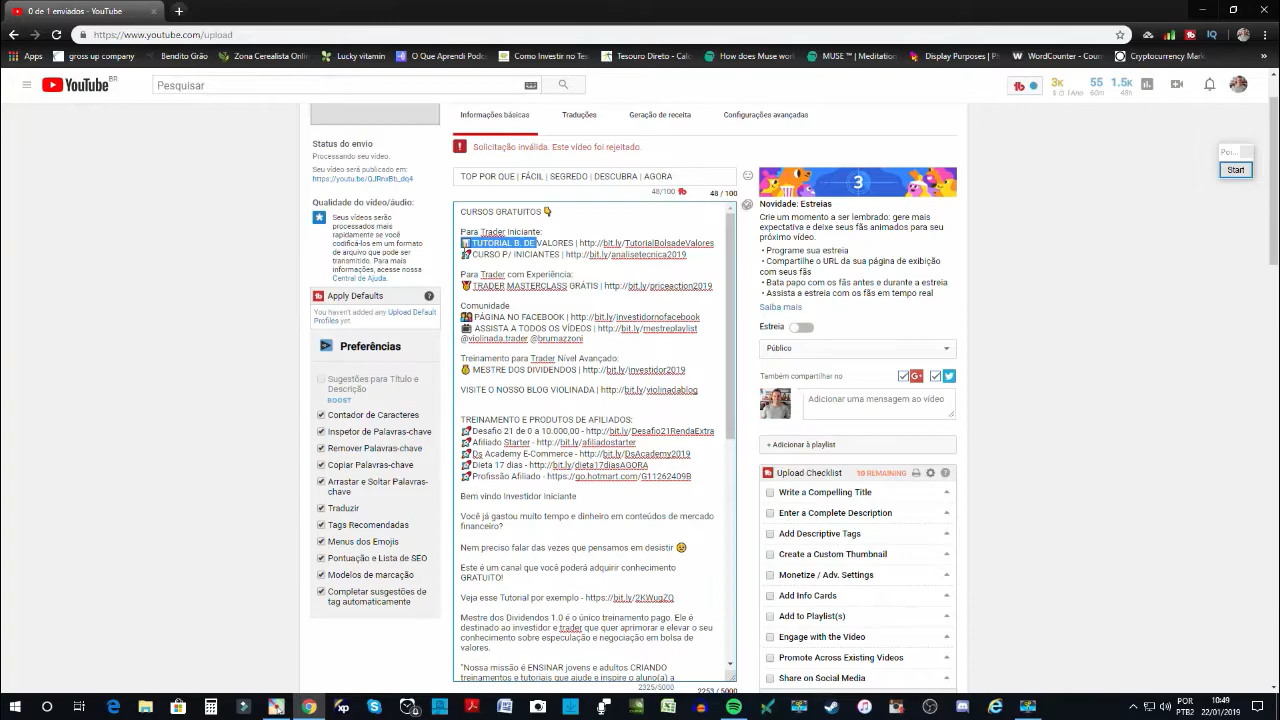 0 de 1 enviados - YouTube
https://www.youtube.com/upload
Apps
gross up company
Bendito Grão
Zona Cerealista Online
Lucky vitamin
O Que Aprendi Pocu
Como Investir no Tes
Tesouro Direto - Calc
How does Muse work
MUSE ™ | Meditation
Display Purposes | Ho
WordCounter - Coun
Cryptocurrency Mark
YouTube BR
Pesquisar
3K
$ ⊙ | Ano
55
60m
1.5K
48h
Informações básicas
Traduções
Geração de receita
Configurações avançadas
Status do envio
Processando seu vídeo.
Seu vídeo será publicado em:
https://youtu.be/QJRnxBb_dq4
Qualidade do vídeo/áudio:
Seus vídeos serão
processados mais
rapidamente se você
codificá-los em um formato
de arquivo que pode ser
transmitido. Para mais
informações, acesse nossa
Central de Ajuda.
Apply Defaults
You haven't added any Upload Default
Profiles yet.
Preferências
Sugestões para Título e
Descrição
BOOST
Contador de Caracteres
Inspetor de Palavras-chave
Remover Palavras-chave
Copiar Palavras-chave
Arrastar e Soltar Palavras-
chave
Traduzir
Tags Recomendadas
Menus dos Emojis
Pontuação e Lista de SEO
Modelos de marcação
Completar susgestões de
tag automaticamente
Solicitação inválida. Este vídeo foi rejeitado.
TOP POR QUE | FÁCIL | SEGREDO | DESCUBRA | AGORA
48/100
48 / 100
CURSOS GRATUITOS 👇
Para Trader Iniciante:
📊 TUTORIAL B. DE VALORES | http://bit.ly/TutorialBolsadeValores
🚀 CURSO P/ INICIANTES | http://bit.ly/analisetecnica2019
Para Trader com Experiência:
🏅 TRADER MASTERCLASS GRÁTIS | http://bit.ly/priceaction2019
Comunidade
PÁGINA NO FACEBOOK | http://bit.ly/investidornofacebook
📺 ASSISTA A TODOS OS VÍDEOS | http://bit.ly/mestreplaylist
@violinada.trader @brumazzoni
Treinamento para Trader Nível Avançado:
🥇 MESTRE DOS DIVIDENDOS | http://bit.ly/investidor2019
VISITE O NOSSO BLOG VIOLINADA | http://bit.ly/violinadablog
TREINAMENTO E PRODUTOS DE AFILIADOS:
🚀 Desafio 21 de 0 a 10.000,00 - http://bit.ly/Desafio21RendaExtra
🚀 Afiliado Starter - http://bit.ly/afiliadostarter
🚀 Ds Academy E-Commerce - http://bit.ly/DsAcademy2019
🚀 Dieta 17 dias - http://bit.ly/dieta17diasAGORA
🚀 Profissão Afiliado - https://go.hotmart.com/G11262409B
Bem vindo Investidor Iniciante
Você já gastou muito tempo e dinheiro em conteúdos de mercado
financeiro?
Nem preciso falar das vezes que pensamos em desistir 😥
Este é um canal que você poderá adquirir conhecimento
GRATUITO!
Veja esse Tutorial por exemplo - https://bit.ly/2KWugZQ
Mestre dos Dividendos 1.0 é o único treinamento pago. Ele é
destinado ao investidor e trader que quer aprimorar e elevar o seu
conhecimento sobre especulação e negociação em bolsa de
valores.
"Nossa missão é ENSINAR jovens e adultos CRIANDO
treinamentos e tutoriais que ajude e inspire o aluno(a) a
2325/5000
2253 / 5000
3
Novidade: Estreias
Crie um momento a ser lembrado: gere mais
expectativa e deixe seus fãs animados para seu
próximo vídeo.
• Programe sua estreia
• Compartilhe o URL da sua página de exibição
com seus fãs
• Bata papo com os fãs antes e durante a estreia
• Assista a estreia com os fãs em tempo real
Saiba mais
Estreia
Público
Também compartilhar no
Adicionar uma mensagem ao vídeo
+ Adicionar à playlist
Upload Checklist
10 REMAINING
Write a Compelling Title
Enter a Complete Description
Add Descriptive Tags
Create a Custom Thumbnail
Monetize / Adv. Settings
Add Info Cards
Add to Playlist(s)
Engage with the Video
Promote Across Existing Videos
Share on Social Media
Poi...
Start
POR
PTB2
10:49
22/01/2019